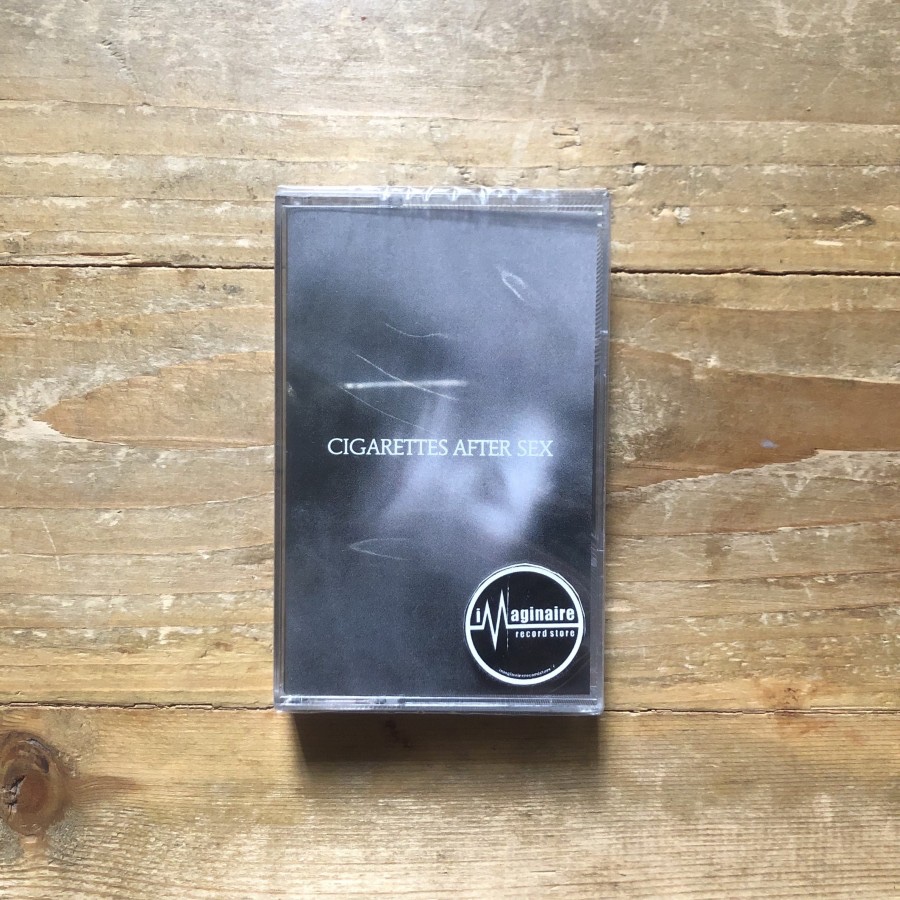 CIGARETTES AFTER SEX
iMaginaire
record store